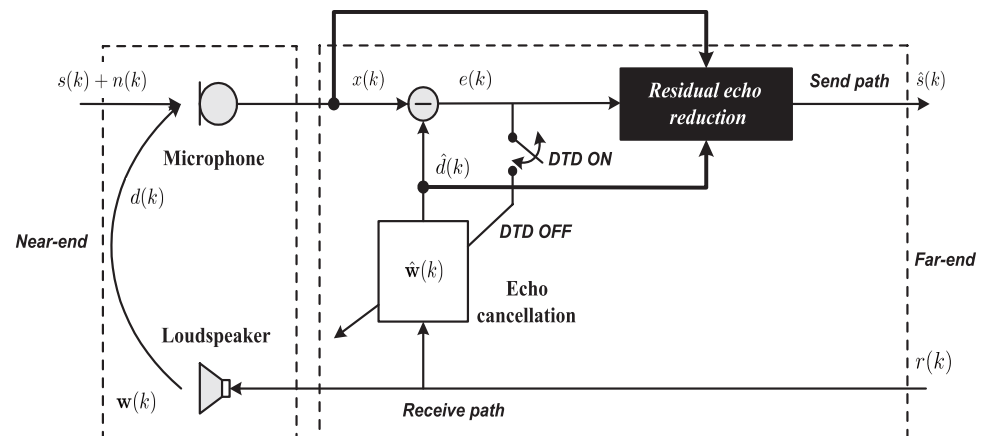 s(k) + n(k)
x(k)
e(k)
Residual echo
reduction
Send path
ŝ(k)
Microphone
DTD ON
d̂(k)
d(k)
DTD OFF
Near-end
ŵ(k)
Far-end
Echo
cancellation
Loudspeaker
r(k)
w(k)
Receive path